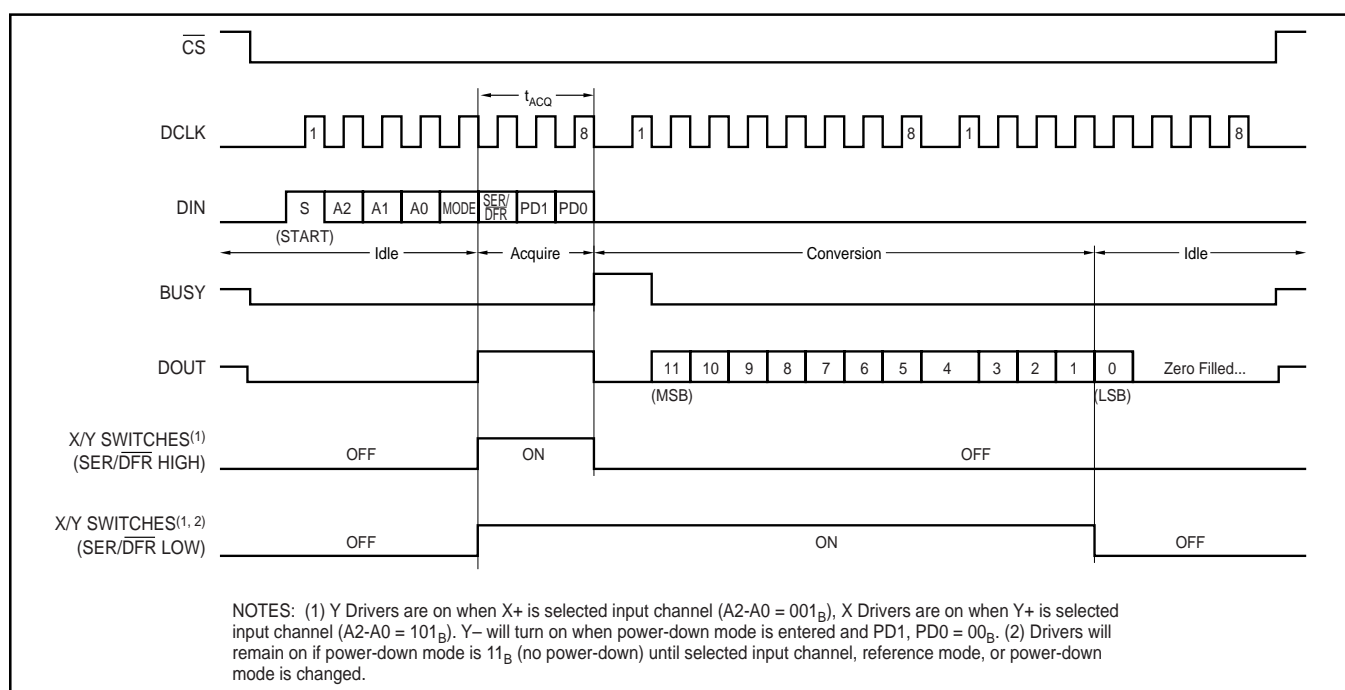 CS
tACQ
DCLK 1 8 1 8 1 8
DIN S A2 A1 A0 MODE SER/DFR PD1 PD0
(START)
Idle Acquire Conversion Idle
BUSY
DOUT 11 10 9 8 7 6 5 4 3 2 1 0 Zero Filled...
(MSB) (LSB)
X/Y SWITCHES(1)
(SER/DFR HIGH) OFF ON OFF
X/Y SWITCHES(1, 2)
(SER/DFR LOW) OFF ON OFF
NOTES: (1) Y Drivers are on when X+ is selected input channel (A2-A0 = 001B), X Drivers are on when Y+ is selected
input channel (A2-A0 = 101B). Y– will turn on when power-down mode is entered and PD1, PD0 = 00B. (2) Drivers will
remain on if power-down mode is 11B (no power-down) until selected input channel, reference mode, or power-down
mode is changed.